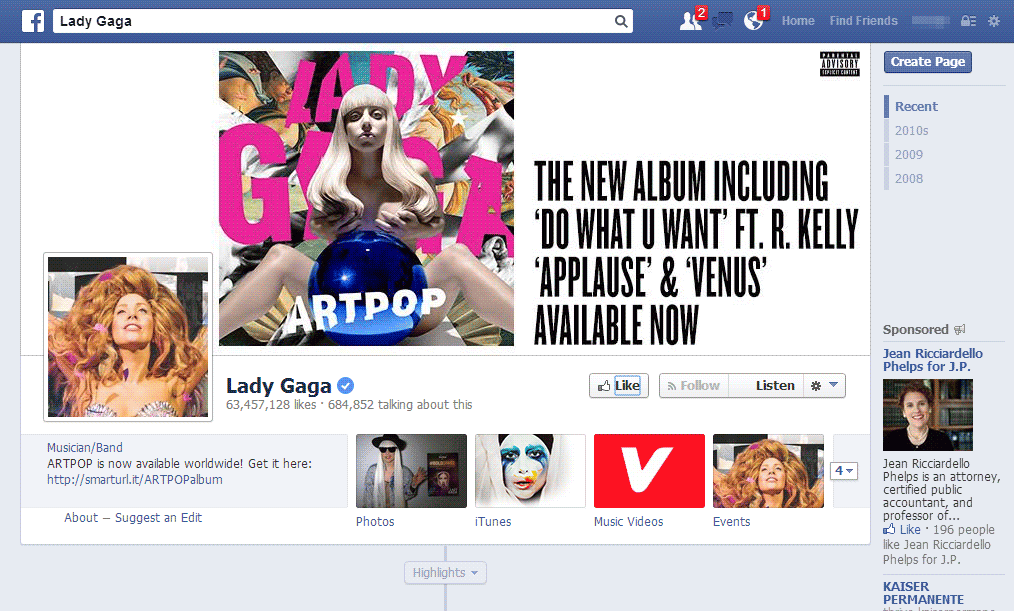 f
Lady Gaga
2
1
Home
Find Friends
LADY
GAGA
ARTPOP
PARENTAL
ADVISORY
EXPLICIT CONTENT
THE NEW ALBUM INCLUDING
‘DO WHAT U WANT’ FT. R. KELLY
‘APPLAUSE’ & ‘VENUS’
AVAILABLE NOW
Lady Gaga
63,457,128 likes · 684,852 talking about this
Like
Follow
Listen
Musician/Band
ARTPOP is now available worldwide! Get it here:
http://smarturl.it/ARTPOPalbum
About – Suggest an Edit
Photos
iTunes
Music Videos
Events
4
Highlights
Create Page
Recent
2010s
2009
2008
Sponsored
Jean Ricciardello
Phelps for J.P.
Jean Ricciardello
Phelps is an attorney,
certified public
accountant, and
professor of...
Like · 196 people
like Jean Ricciardello
Phelps for J.P.
KAISER
PERMANENTE